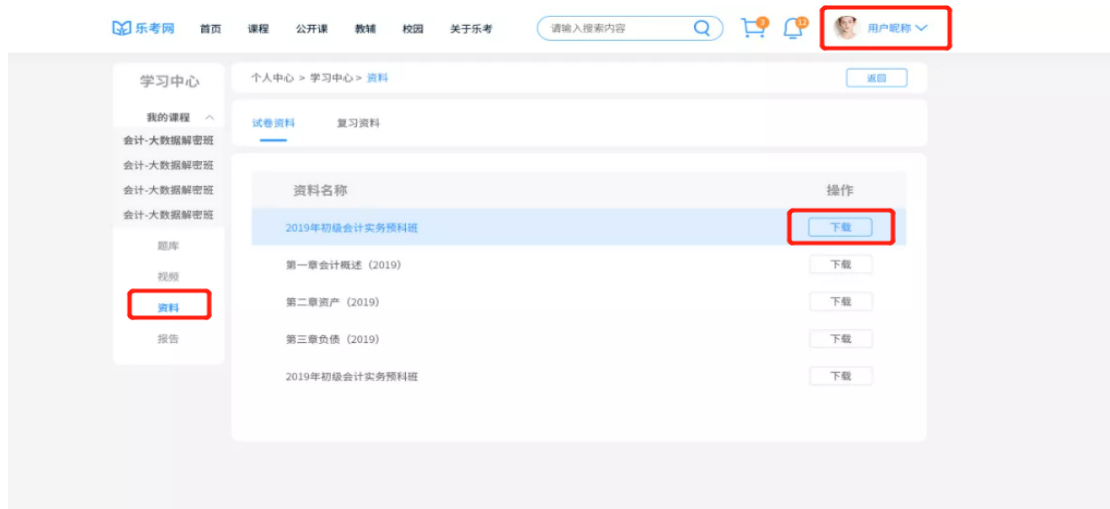 乐考网 首页 课程 公开课 教辅 校园 关于乐考 请输入搜索内容 3 12 用户昵称
学习中心
个人中心 > 学习中心 > 资料 返回
我的课程
试卷资料 复习资料
会计-大数据解密班
会计-大数据解密班
会计-大数据解密班
会计-大数据解密班
题库
视频
资料
报告
资料名称 操作
2019年初级会计实务预科班 下载
第一章会计概述（2019） 下载
第二章资产（2019） 下载
第三章负债（2019） 下载
2019年初级会计实务预科班 下载